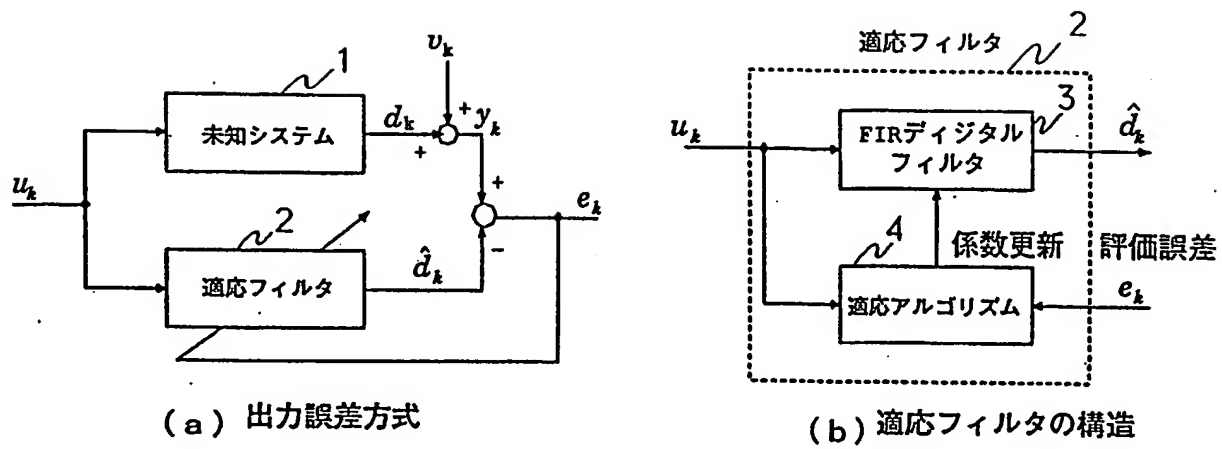 1
v_k
未知システム
d_k
+
+
y_k
u_k
+
e_k
2
−
適応フィルタ
d̂_k
(a) 出力誤差方式
適応フィルタ
2
3
u_k
FIRディジタル
フィルタ
d̂_k
4
係数更新
評価誤差
適応アルゴリズム
e_k
(b) 適応フィルタの構造